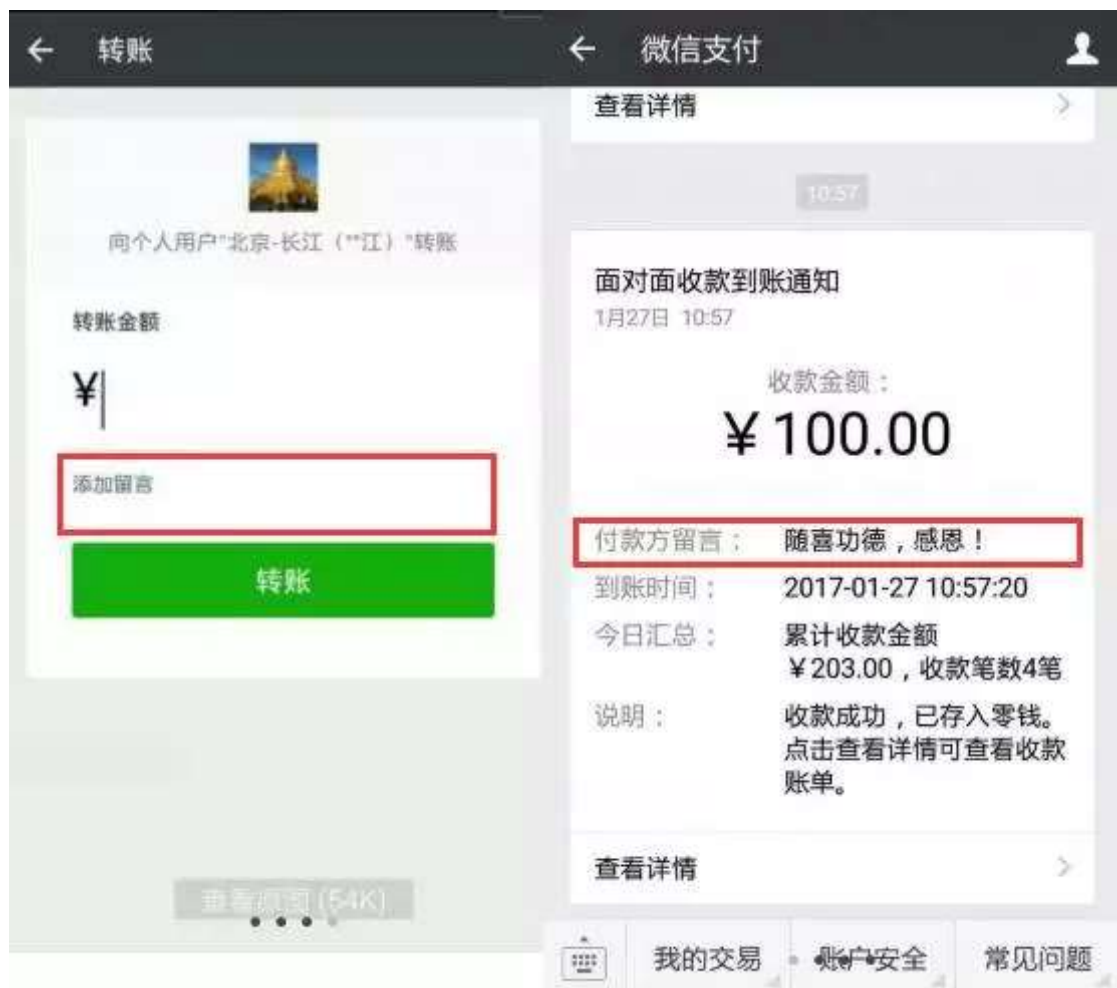 转账
向个人用户"北京-长江（**江）"转账
转账金额
¥
添加留言
转账
查看原图 (54K)
微信支付
查看详情
10:57
面对面收款到账通知
1月27日 10:57
收款金额：
¥100.00
付款方留言： 随喜功德，感恩！
到账时间： 2017-01-27 10:57:20
今日汇总： 累计收款金额
¥203.00，收款笔数4笔
说明： 收款成功，已存入零钱。
点击查看详情可查看收款
账单。
查看详情
我的交易 账户安全 常见问题